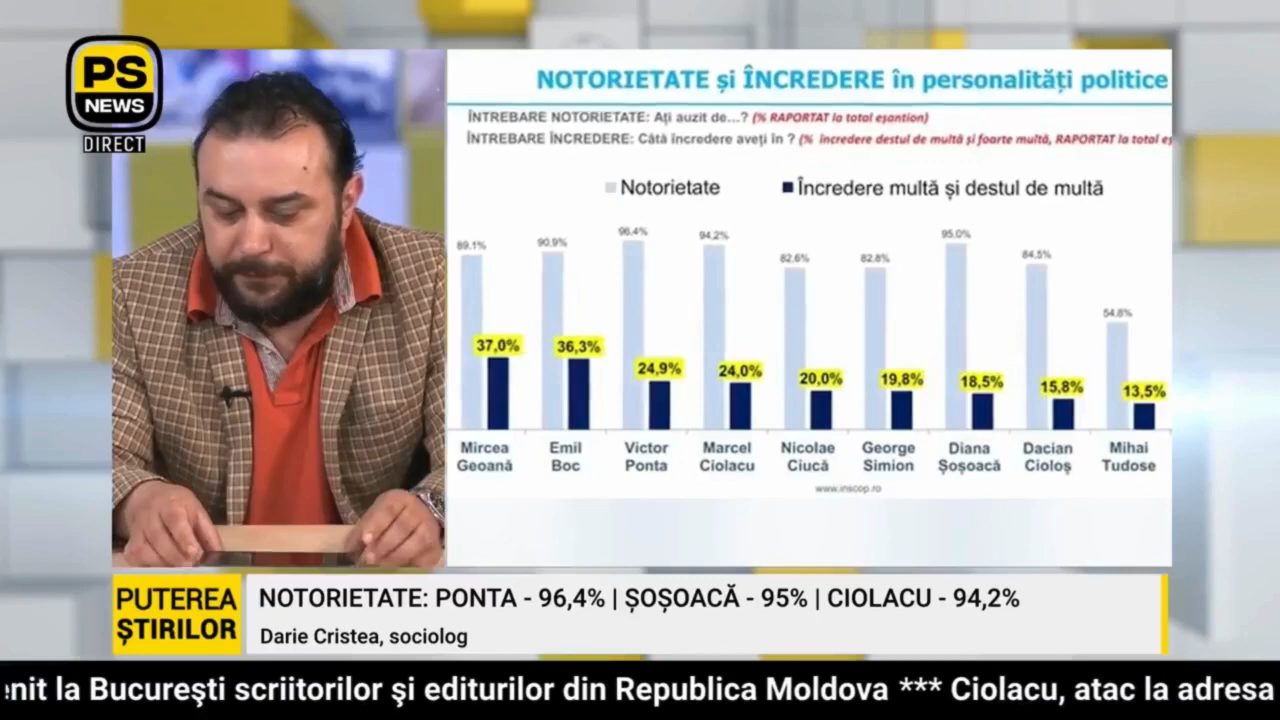 PS
NEWS
DIRECT
NOTORIETATE și ÎNCREDERE în personalități politice
ÎNTREBARE NOTORIETATE: Ați auzit de...? (% RAPORTAT la total eșantion)
ÎNTREBARE ÎNCREDERE: Câtă încredere aveți în ? (% încredere destul de multă și foarte multă, RAPORTAT la total eș
Notorietate Încredere multă și destul de multă
89.1% 90.9% 96.4% 94.2% 82.6% 82.8% 95.0% 84.5% 54.8%
37,0% 36,3% 24,9% 24,0% 20,0% 19,8% 18,5% 15,8% 13,5%
Mircea Emil Victor Marcel Nicolae George Diana Dacian Mihai
Geoană Boc Ponta Ciolacu Ciucă Simion Șoșoacă Cioloș Tudose
www.inscop.ro
PUTEREA
ȘTIRILOR
NOTORIETATE: PONTA - 96,4% | ȘOȘOACĂ - 95% | CIOLACU - 94,2%
Darie Cristea, sociolog
enit la Bucureşti scriitorilor şi editurilor din Republica Moldova *** Ciolacu, atac la adresa